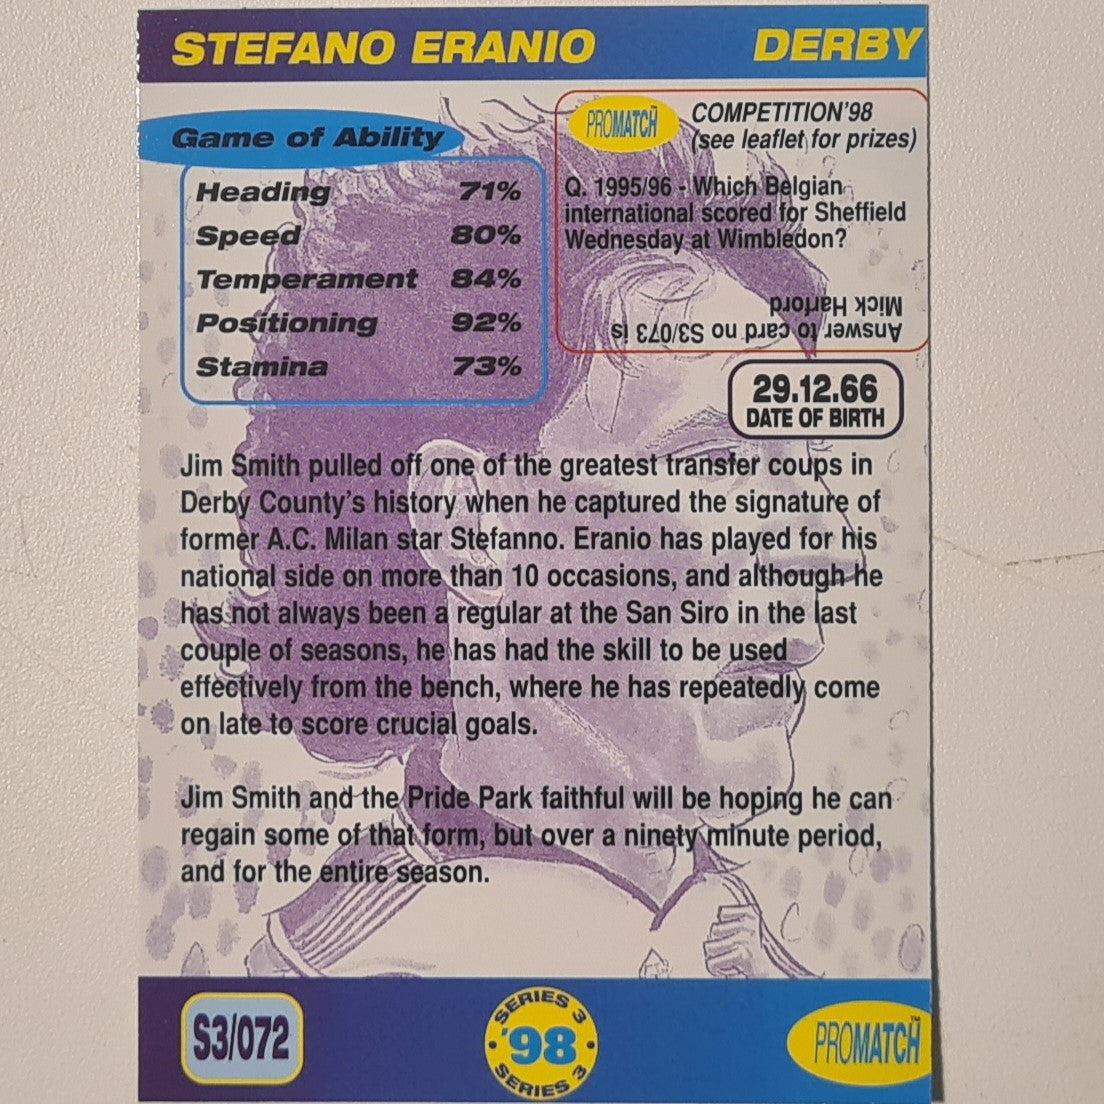 STEFANO ERANIO DERBY
Game of Ability
Heading 71%
Speed 80%
Temperament 84%
Positioning 92%
Stamina 73%
PROMATCH™
COMPETITION'98
(see leaflet for prizes)
Q. 1995/96 - Which Belgian
international scored for Sheffield
Wednesday at Wimbledon?
Answer to card no S3/073 is
Mick Harford
29.12.66
DATE OF BIRTH
Jim Smith pulled off one of the greatest transfer coups in
Derby County's history when he captured the signature of
former A.C. Milan star Stefanno. Eranio has played for his
national side on more than 10 occasions, and although he
has not always been a regular at the San Siro in the last
couple of seasons, he has had the skill to be used
effectively from the bench, where he has repeatedly come
on late to score crucial goals.
Jim Smith and the Pride Park faithful will be hoping he can
regain some of that form, but over a ninety minute period,
and for the entire season.
S3/072
SERIES 3
'98
SERIES 3
PROMATCH™